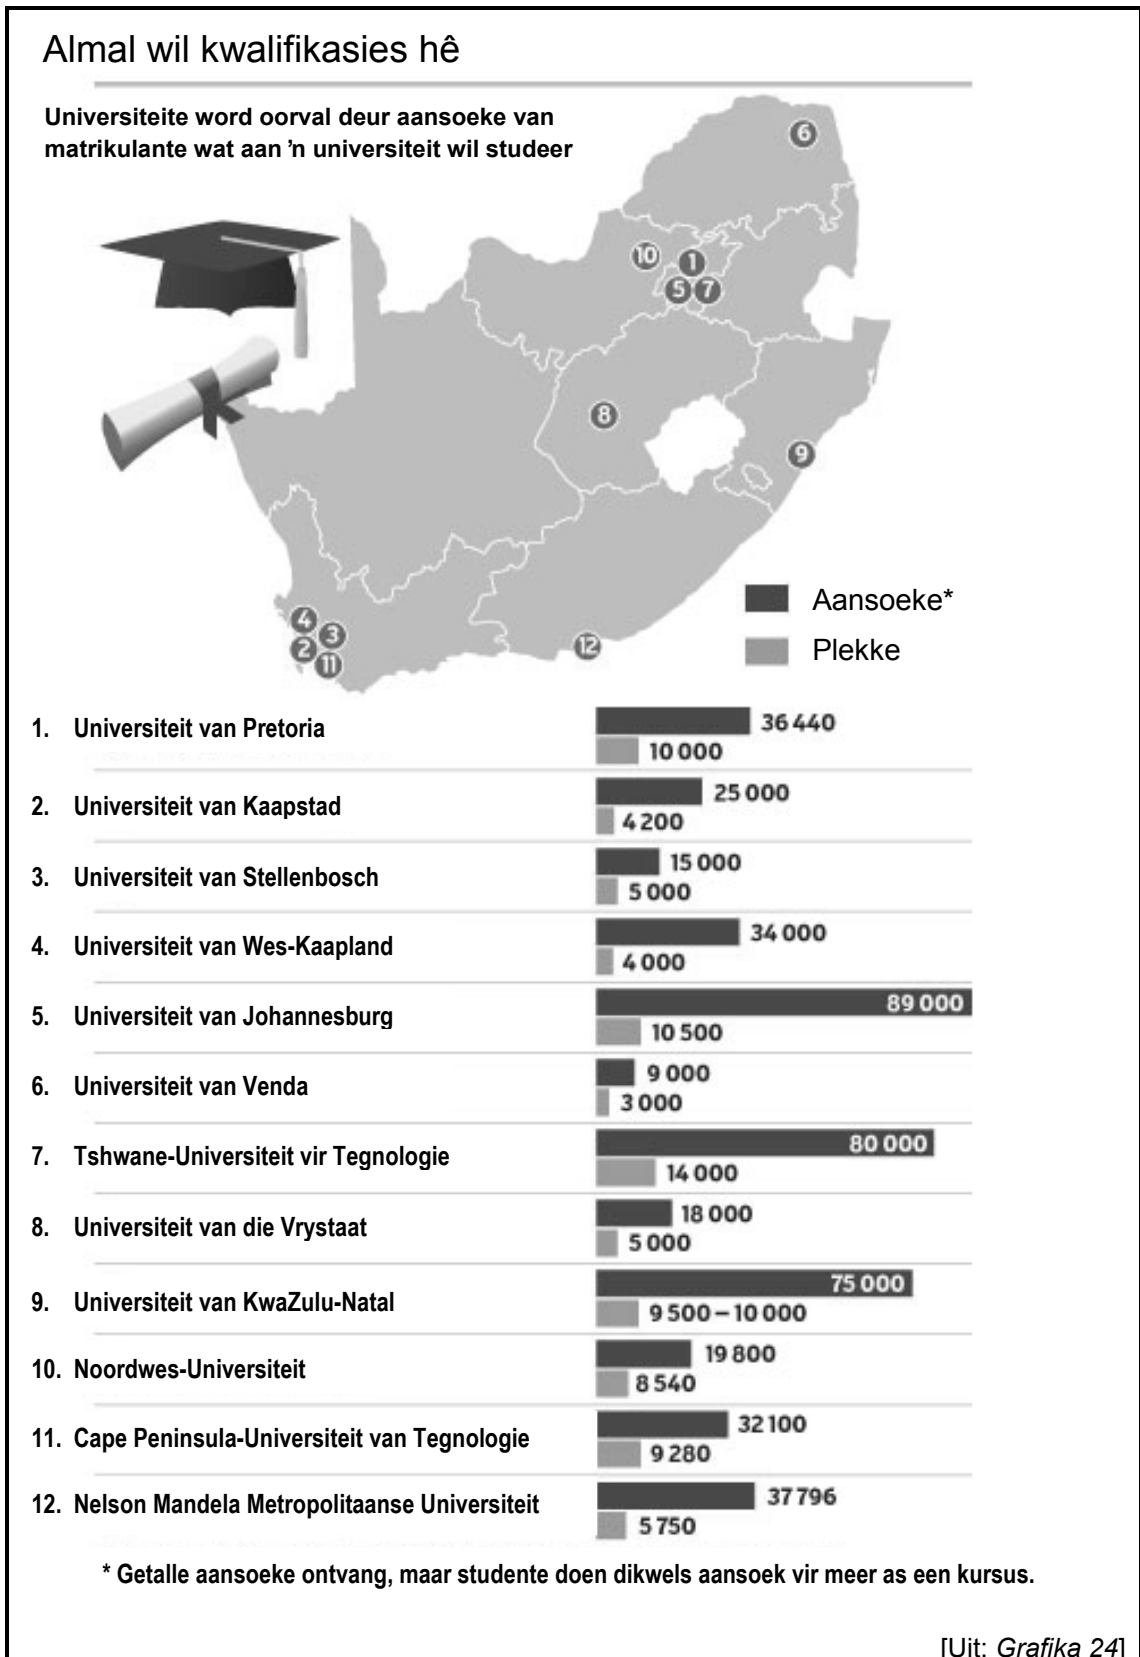 Almal wil kwalifikasies hê
Universiteite word oorval deur aansoeke van
matrikulante wat aan 'n universiteit wil studeer
6
10
1
5
7
8
9
4
3
2
11
12
Aansoeke*
Plekke
1. Universiteit van Pretoria
36 440
10 000
2. Universiteit van Kaapstad
25 000
4 200
3. Universiteit van Stellenbosch
15 000
5 000
4. Universiteit van Wes-Kaapland
34 000
4 000
5. Universiteit van Johannesburg
89 000
10 500
6. Universiteit van Venda
9 000
3 000
7. Tshwane-Universiteit vir Tegnologie
80 000
14 000
8. Universiteit van die Vrystaat
18 000
5 000
9. Universiteit van KwaZulu-Natal
75 000
9 500 – 10 000
10. Noordwes-Universiteit
19 800
8 540
11. Cape Peninsula-Universiteit van Tegnologie
32 100
9 280
12. Nelson Mandela Metropolitaanse Universiteit
37 796
5 750
* Getalle aansoeke ontvang, maar studente doen dikwels aansoek vir meer as een kursus.
[Uit: Grafika 24]